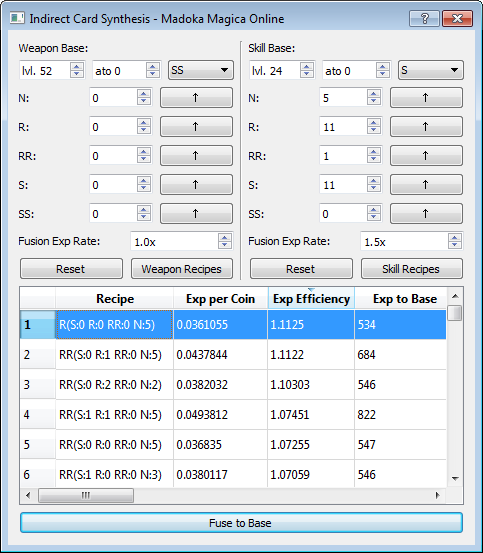 Indirect Card Synthesis - Madoka Magica Online
Weapon Base: Skill Base:
lvl. 52 ato 0 SS lvl. 24 ato 0 S
N: 0 ↑ N: 5 ↑
R: 0 ↑ R: 11 ↑
RR: 0 ↑ RR: 1 ↑
S: 0 ↑ S: 11 ↑
SS: 0 ↑ SS: 0 ↑
Fusion Exp Rate: 1.0x Fusion Exp Rate: 1.5x
Reset Weapon Recipes Reset Skill Recipes
Recipe Exp per Coin Exp Efficiency Exp to Base
1 R(S:0 R:0 RR:0 N:5) 0.0361055 1.1125 534
2 RR(S:0 R:1 RR:0 N:5) 0.0437844 1.1122 684
3 RR(S:0 R:2 RR:0 N:2) 0.0382032 1.10303 546
4 RR(S:1 R:1 RR:0 N:5) 0.0493812 1.07451 822
5 RR(S:0 R:0 RR:0 N:5) 0.036835 1.07255 547
6 RR(S:1 R:0 RR:0 N:3) 0.0380117 1.07059 546
Fuse to Base